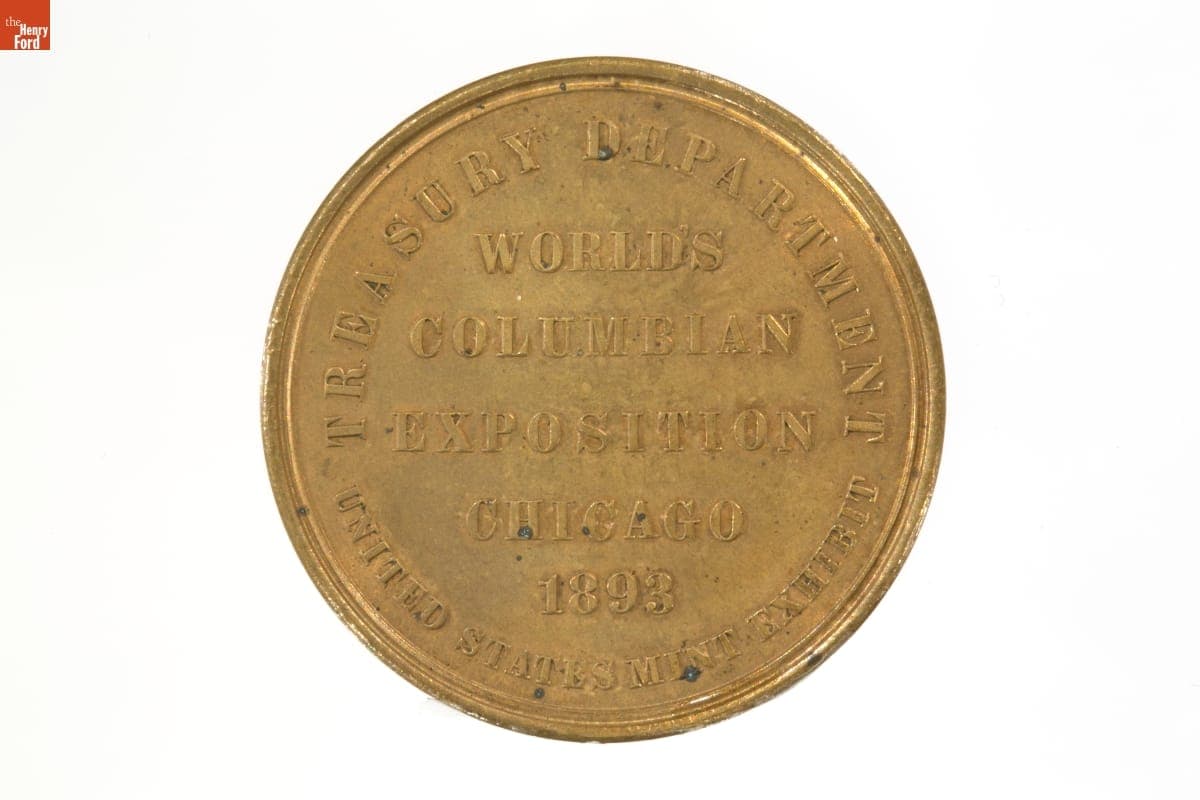 the
Henry
Ford
TREASURY DEPARTMENT
WORLD'S
COLUMBIAN
EXPOSITION
CHICAGO
1893
UNITED STATES MINT EXHIBIT